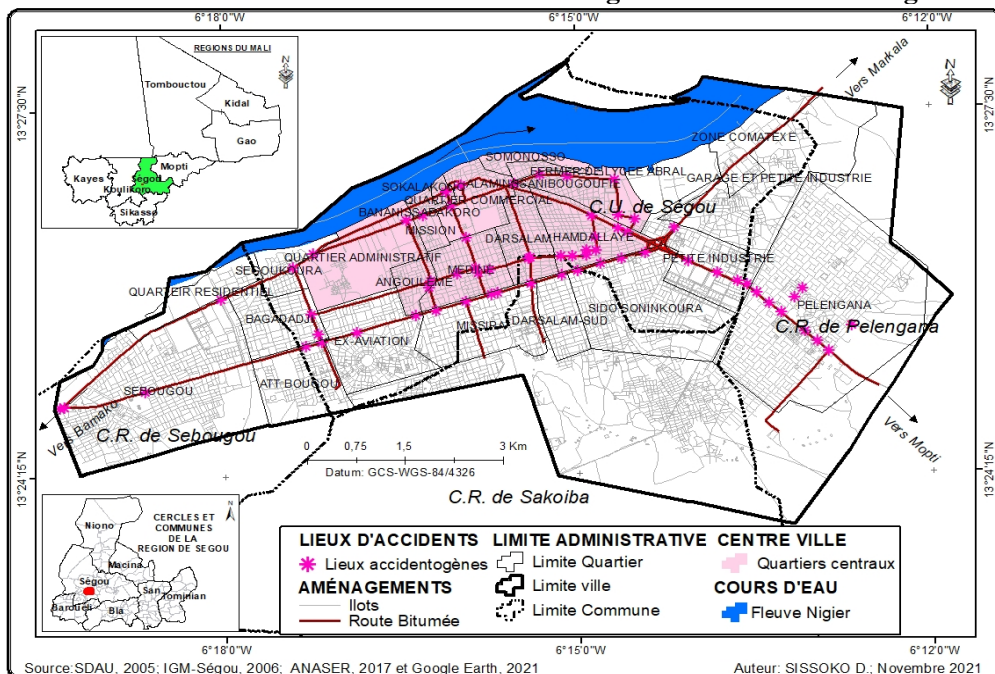 6°18'0"W
6°15'0"W
6°12'0"W
REGIONS DU MALI
N
Tombouctou
Kidal
Gao
Mopti
Kayes
Ségou
Koulikoro
Sikasso
13°27'30"N
13°27'30"N
Vers Markala
N
ZONE COMATEXE
SOMONOSSO
GARAGE ET PETITE INDUSTRIE
QUARTIER COMMERCIAL
C.U. de Ségou
MISSION
DARSALAM
HAMDALLAYE
QUARTIER ADMINISTRATIF
PETITE INDUSTRIE
SEGOUKOURA
MEDINE
ANGOULEME
QUARTEIR RESIDENTIEL
PELENGANA
SIDO SONINKOURA
BAGADADJI
C.R. de Pelengana
MISSIRA
DARSALAM-SUD
EX-AVIATION
ATT BOUGOU
SEBOUGOU
Vers Bamako
C.R. de Sebougou
Vers Mopti
0 0,75 1,5 3 Km
Datum: GCS-WGS-84/4326
13°24'15"N
13°24'15"N
C.R. de Sakoiba
CERCLES ET
COMMUNES
DE LA
REGION DE SEGOU
N
Niono
Macina
Ségou
San
Tominian
Baroueli
Bla
LIEUX D'ACCIDENTS
Lieux accidentogènes
AMÉNAGEMENTS
Ilots
Route Bitumée
LIMITE ADMINISTRATIVE
Limite Quartier
Limite ville
Limite Commune
CENTRE VILLE
Quartiers centraux
COURS D'EAU
Fleuve Nigier
6°18'0"W
6°15'0"W
6°12'0"W
Source:SDAU, 2005; IGM-Ségou, 2006; ANASER, 2017 et Google Earth, 2021
Auteur: SISSOKO D.; Novembre 2021